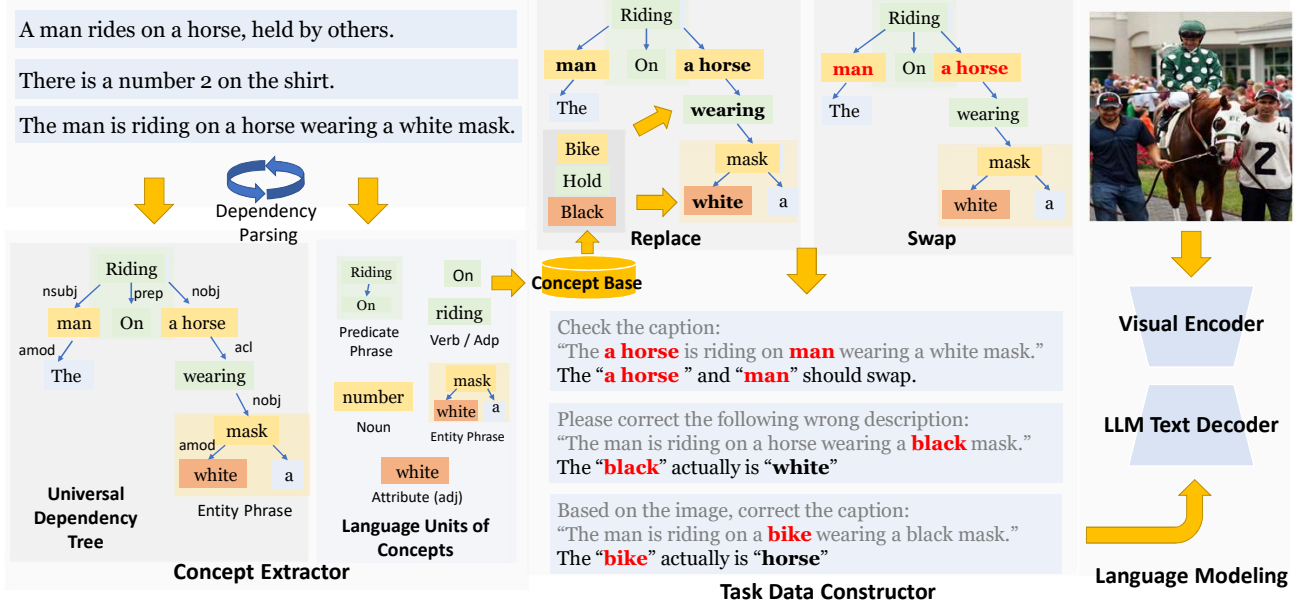 A man rides on a horse, held by others.
There is a number 2 on the shirt.
The man is riding on a horse wearing a white mask.
Dependency
Parsing
Riding
nsubj
prep
nobj
man
On
a horse
amod
acl
The
wearing
nobj
mask
amod
white
a
Universal
Dependency
Tree
Entity Phrase
Riding
On
Predicate
Phrase
On
riding
Verb / Adp
number
Noun
mask
white
a
Entity Phrase
white
Attribute (adj)
Language Units of
Concepts
Concept Extractor
Riding
man
On
a horse
The
wearing
Bike
Hold
Black
mask
white
a
Replace
Concept Base
Riding
man
On
a horse
The
wearing
mask
white
a
Swap
Check the caption:
“The a horse is riding on man wearing a white mask.”
The “a horse ” and “man” should swap.
Please correct the following wrong description:
“The man is riding on a horse wearing a black mask.”
The “black” actually is “white”
Based on the image, correct the caption:
“The man is riding on a bike wearing a black mask.”
The “bike” actually is “horse”
Task Data Constructor
2
Visual Encoder
LLM Text Decoder
Language Modeling